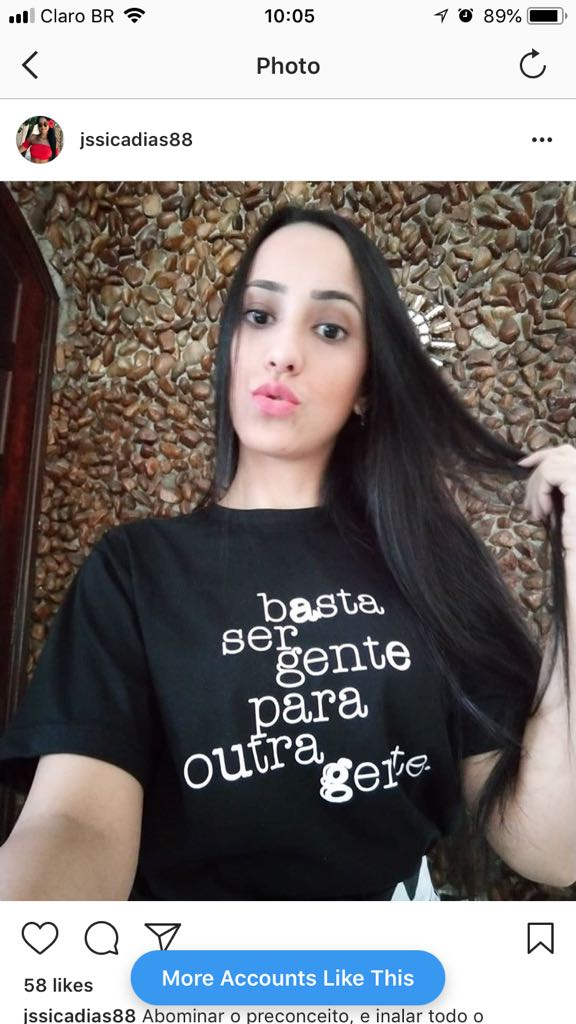 Claro BR
10:05
89%
Photo
jssicadias88
basta
ser
gente
para
outra
gente.
58 likes
More Accounts Like This
jssicadias88 Abominar o preconceito, e inalar todo o